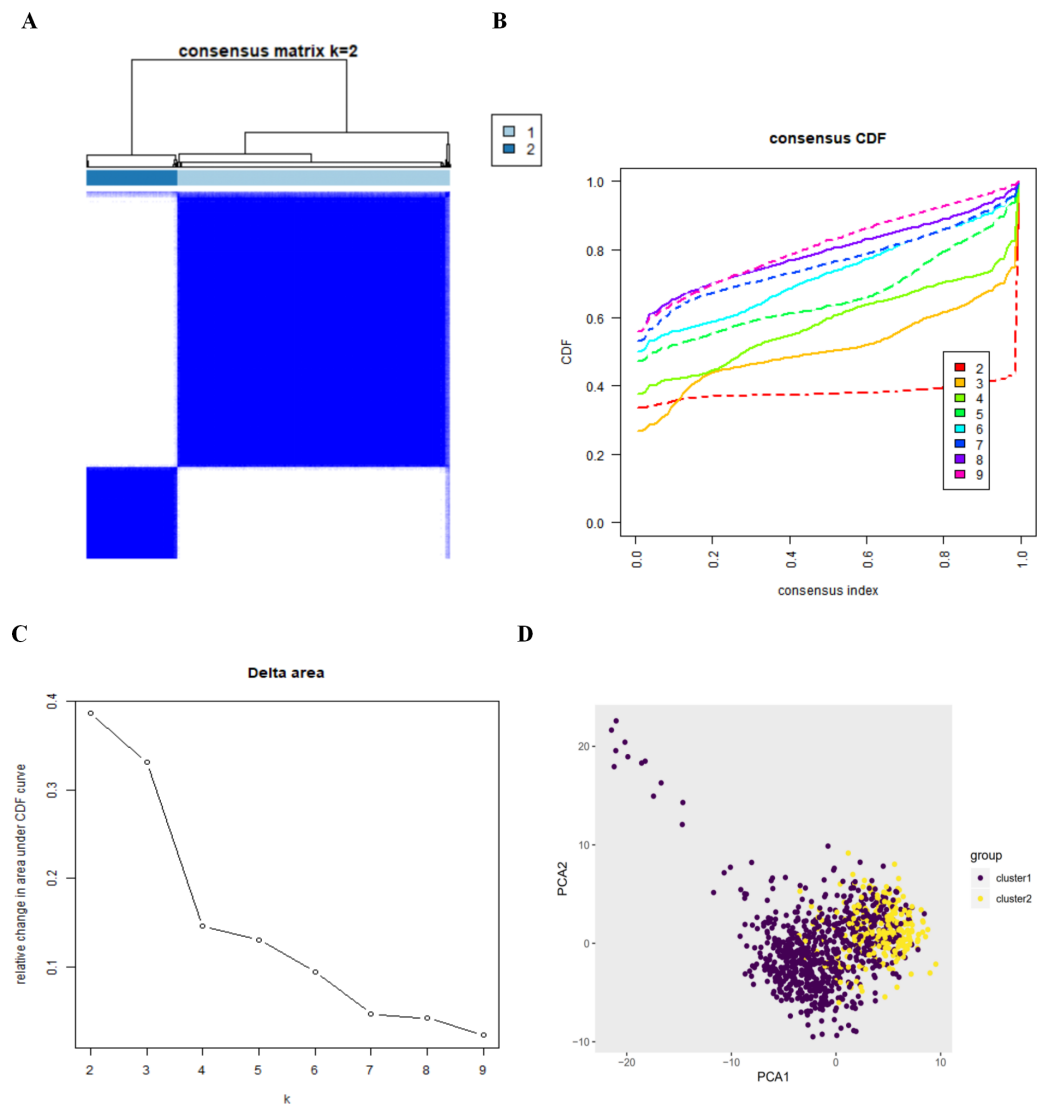 A
consensus matrix k=2
1
2
B
consensus CDF
CDF
1.0
0.8
0.6
0.4
0.2
0.0
2
3
4
5
6
7
8
9
0.0
0.2
0.4
0.6
0.8
1.0
consensus index
C
Delta area
relative change in area under CDF curve
0.4
0.3
0.2
0.1
2
3
4
5
6
7
8
9
k
D
PCA2
20
10
0
−10
−20
−10
0
10
PCA1
group
cluster1
cluster2